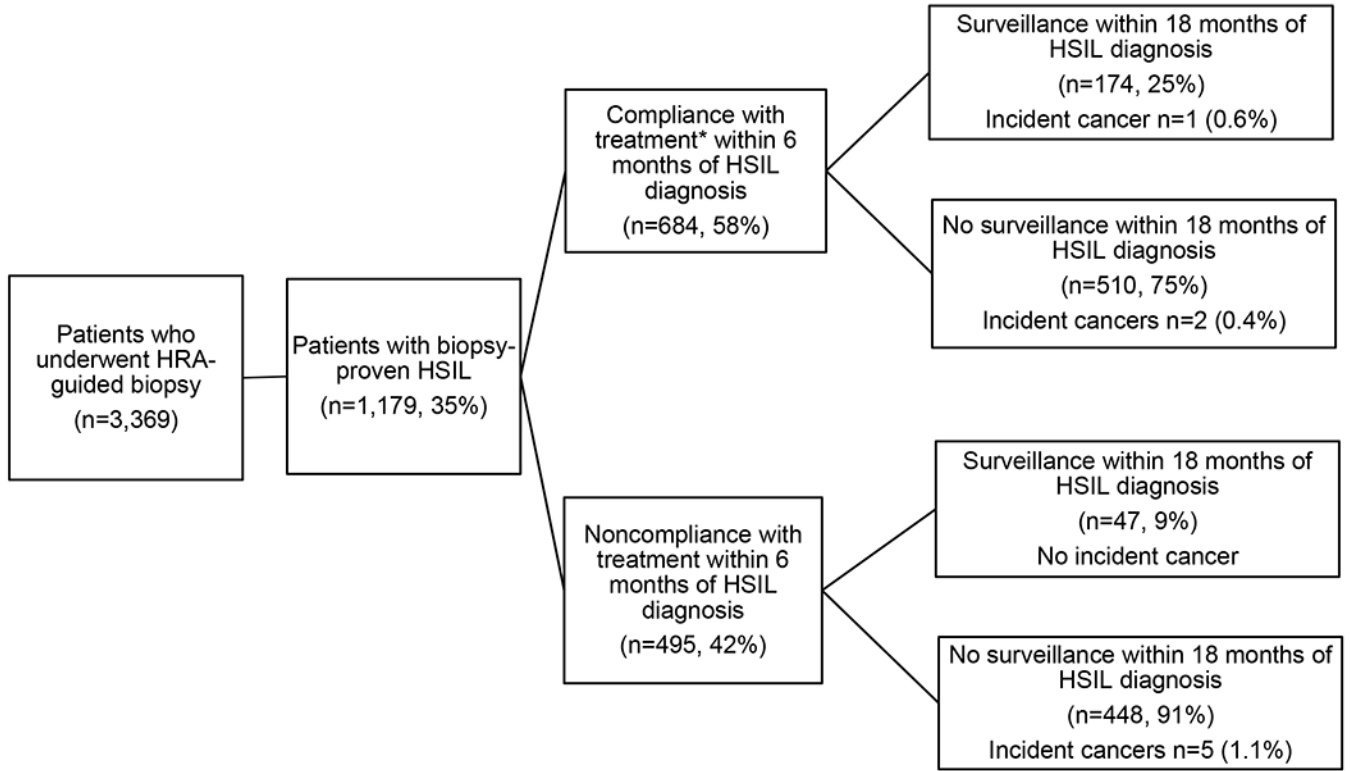 Patients who
underwent HRA-
guided biopsy
(n=3,369)
Patients with biopsy-
proven HSIL
(n=1,179, 35%)
Compliance with
treatment* within 6
months of HSIL
diagnosis
(n=684, 58%)
Surveillance within 18 months of
HSIL diagnosis
(n=174, 25%)
Incident cancer n=1 (0.6%)
No surveillance within 18 months of
HSIL diagnosis
(n=510, 75%)
Incident cancers n=2 (0.4%)
Noncompliance with
treatment within 6
months of HSIL
diagnosis
(n=495, 42%)
Surveillance within 18 months of
HSIL diagnosis
(n=47, 9%)
No incident cancer
No surveillance within 18 months of
HSIL diagnosis
(n=448, 91%)
Incident cancers n=5 (1.1%)